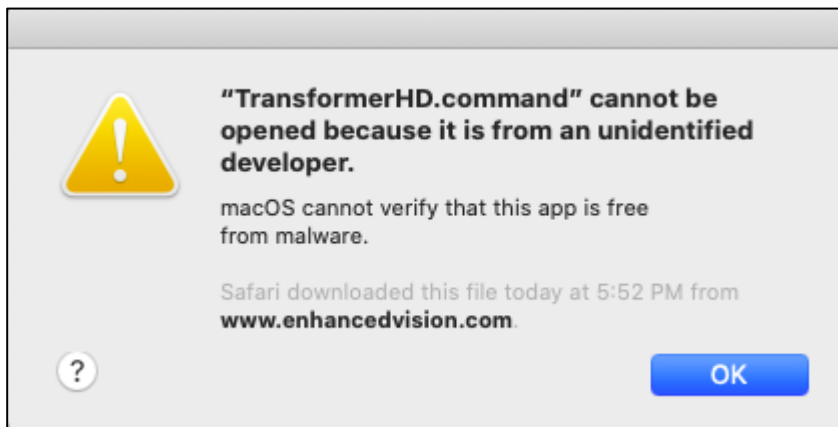 “TransformerHD.command” cannot be
opened because it is from an unidentified
developer.
macOS cannot verify that this app is free
from malware.
Safari downloaded this file today at 5:52 PM from
www.enhancedvision.com.
?
OK